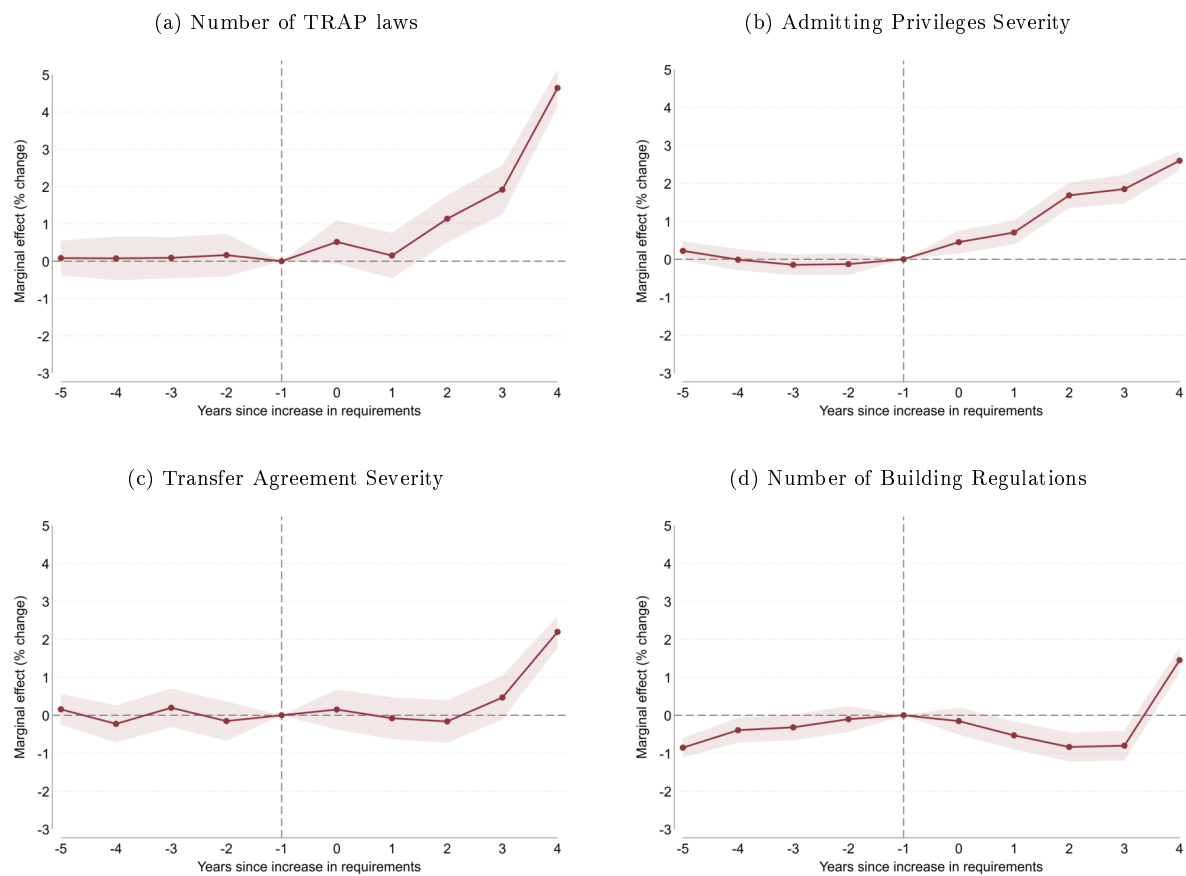 (a) Number of TRAP laws
Marginal effect (% change)
5
4
3
2
1
0
-1
-2
-3
-5 -4 -3 -2 -1 0 1 2 3 4
Years since increase in requirements
(b) Admitting Privileges Severity
Marginal effect (% change)
5
4
3
2
1
0
-1
-2
-3
-5 -4 -3 -2 -1 0 1 2 3 4
Years since increase in requirements
(c) Transfer Agreement Severity
Marginal effect (% change)
5
4
3
2
1
0
-1
-2
-3
-5 -4 -3 -2 -1 0 1 2 3 4
Years since increase in requirements
(d) Number of Building Regulations
Marginal effect (% change)
5
4
3
2
1
0
-1
-2
-3
-5 -4 -3 -2 -1 0 1 2 3 4
Years since increase in requirements